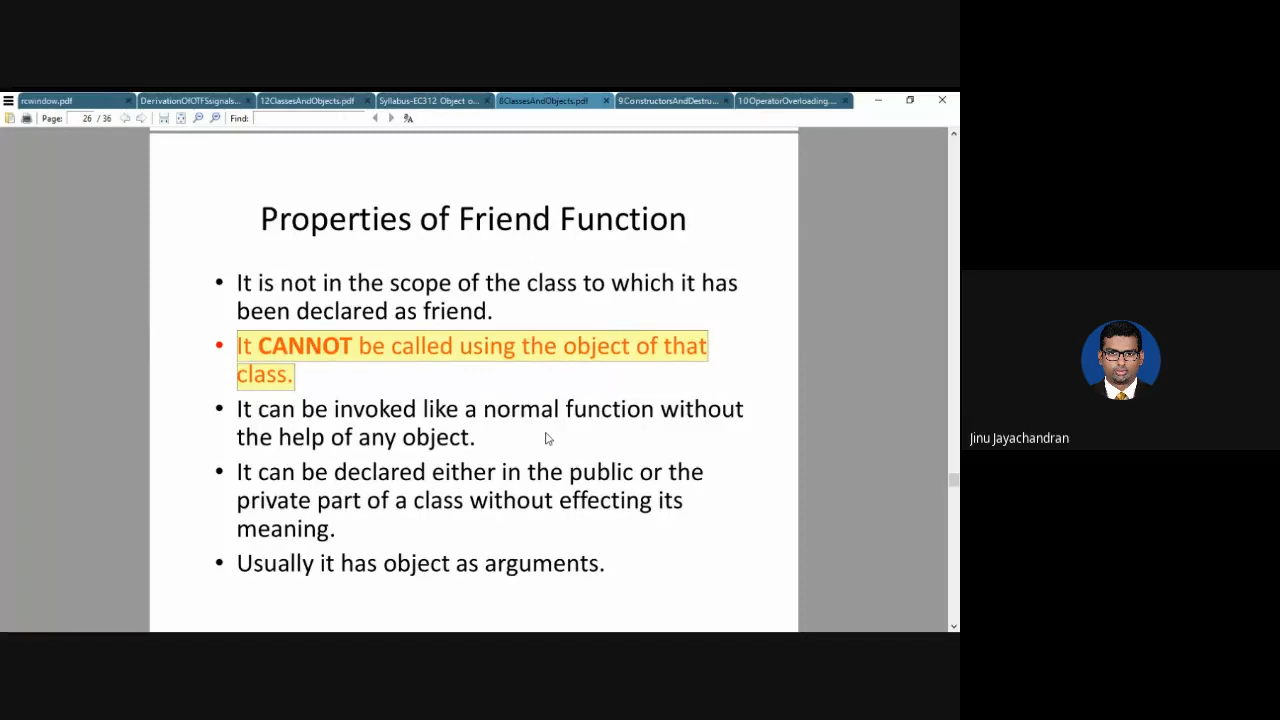 rcwindow.pdf
DerivationOfOTFSsignals...
12ClassesAndObjects.pdf
Syllabus-EC312 Object o...
8ClassesAndObjects.pdf
9ConstructorsAndDestru...
10OperatorOverloading....
Page: 26 / 36 Find:
Properties of Friend Function
• It is not in the scope of the class to which it has
been declared as friend.
• It CANNOT be called using the object of that
class.
• It can be invoked like a normal function without
the help of any object.
• It can be declared either in the public or the
private part of a class without effecting its
meaning.
• Usually it has object as arguments.
Jinu Jayachandran